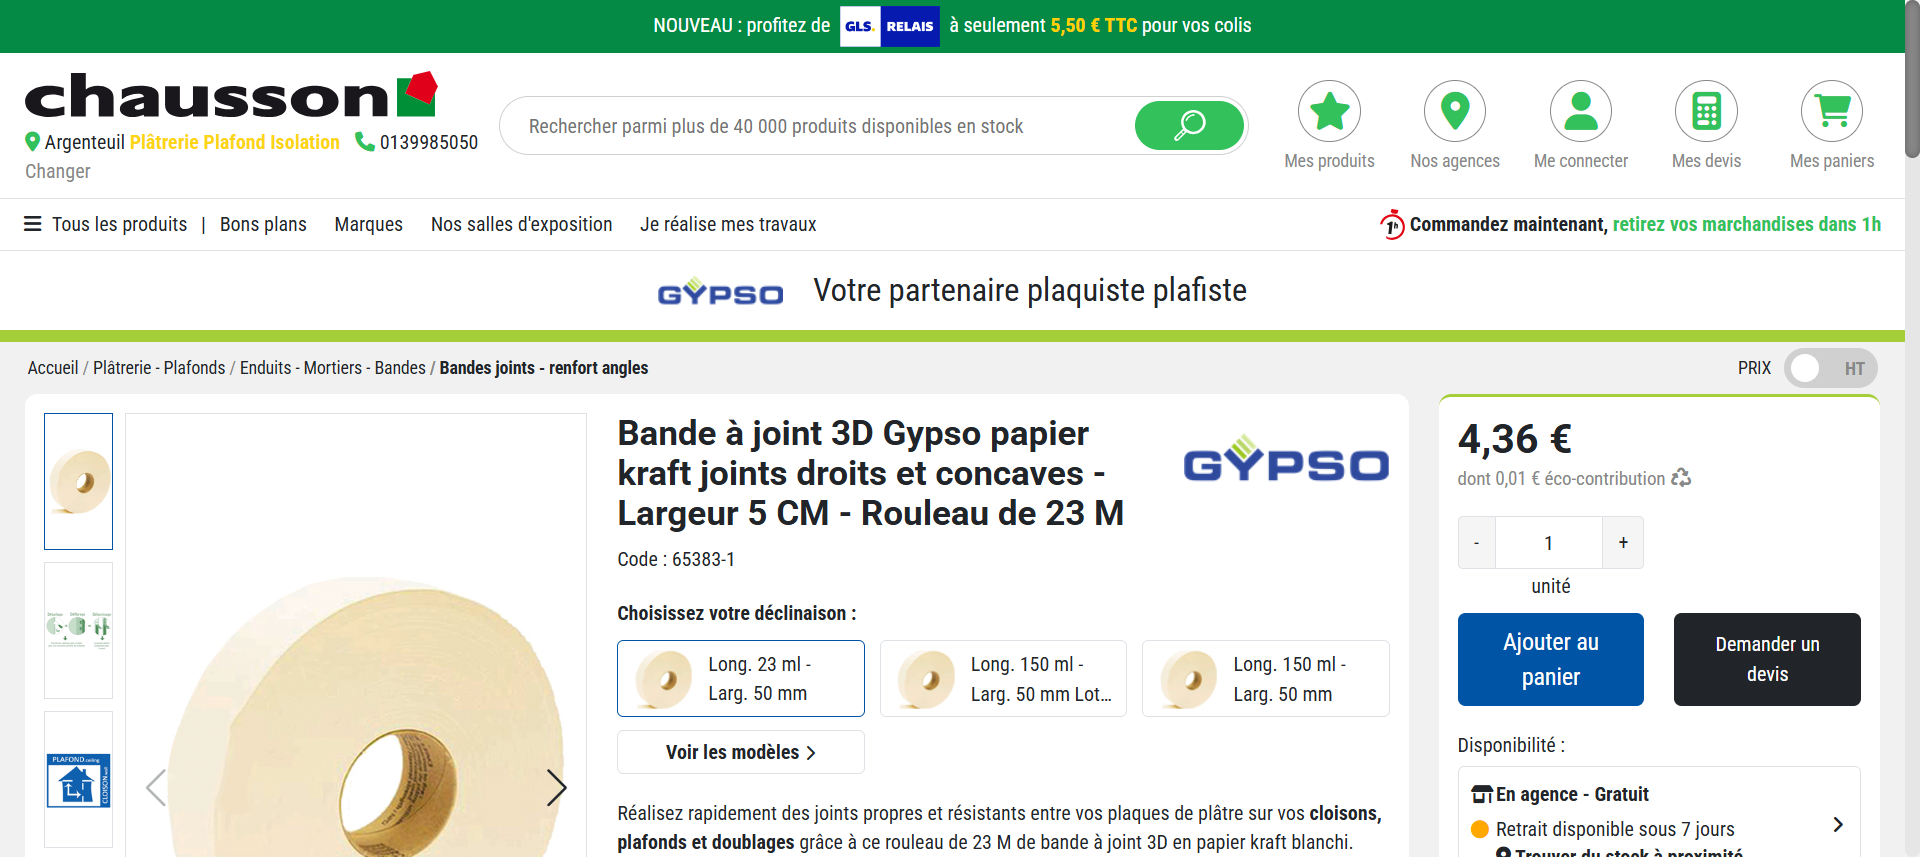 NOUVEAU : profitez de GLS. RELAIS à seulement 5,50 € TTC pour vos colis
chausson
Argenteuil Plâtrerie Plafond Isolation 0139985050
Changer
Rechercher parmi plus de 40 000 produits disponibles en stock
Mes produits
Nos agences
Me connecter
Mes devis
Mes paniers
Tous les produits | Bons plans Marques Nos salles d'exposition Je réalise mes travaux
1h Commandez maintenant, retirez vos marchandises dans 1h
GYPSO Votre partenaire plaquiste plafiste
Accueil / Plâtrerie - Plafonds / Enduits - Mortiers - Bandes / Bandes joints - renfort angles
PRIX HT
PLAFOND ceiling
CLOISON wall
Bande à joint 3D Gypso papier
kraft joints droits et concaves -
Largeur 5 CM - Rouleau de 23 M
GYPSO
Code : 65383-1
Choisissez votre déclinaison :
Long. 23 ml -
Larg. 50 mm
Long. 150 ml -
Larg. 50 mm Lot...
Long. 150 ml -
Larg. 50 mm
Voir les modèles
Réalisez rapidement des joints propres et résistants entre vos plaques de plâtre sur vos cloisons,
plafonds et doublages grâce à ce rouleau de 23 M de bande à joint 3D en papier kraft blanchi.
4,36 €
dont 0,01 € éco-contribution
- 1 +
unité
Ajouter au
panier
Demander un
devis
Disponibilité :
En agence - Gratuit
Retrait disponible sous 7 jours
Trouver du stock à proximité